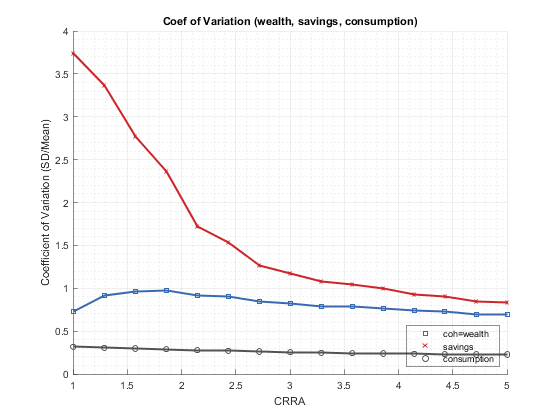 Coef of Variation (wealth, savings, consumption)
4
3.5
3
2.5
2
1.5
1
0.5
0
Coefficient of Variation (SD/Mean)
coh=wealth
savings
consumption
1 1.5 2 2.5 3 3.5 4 4.5 5
CRRA